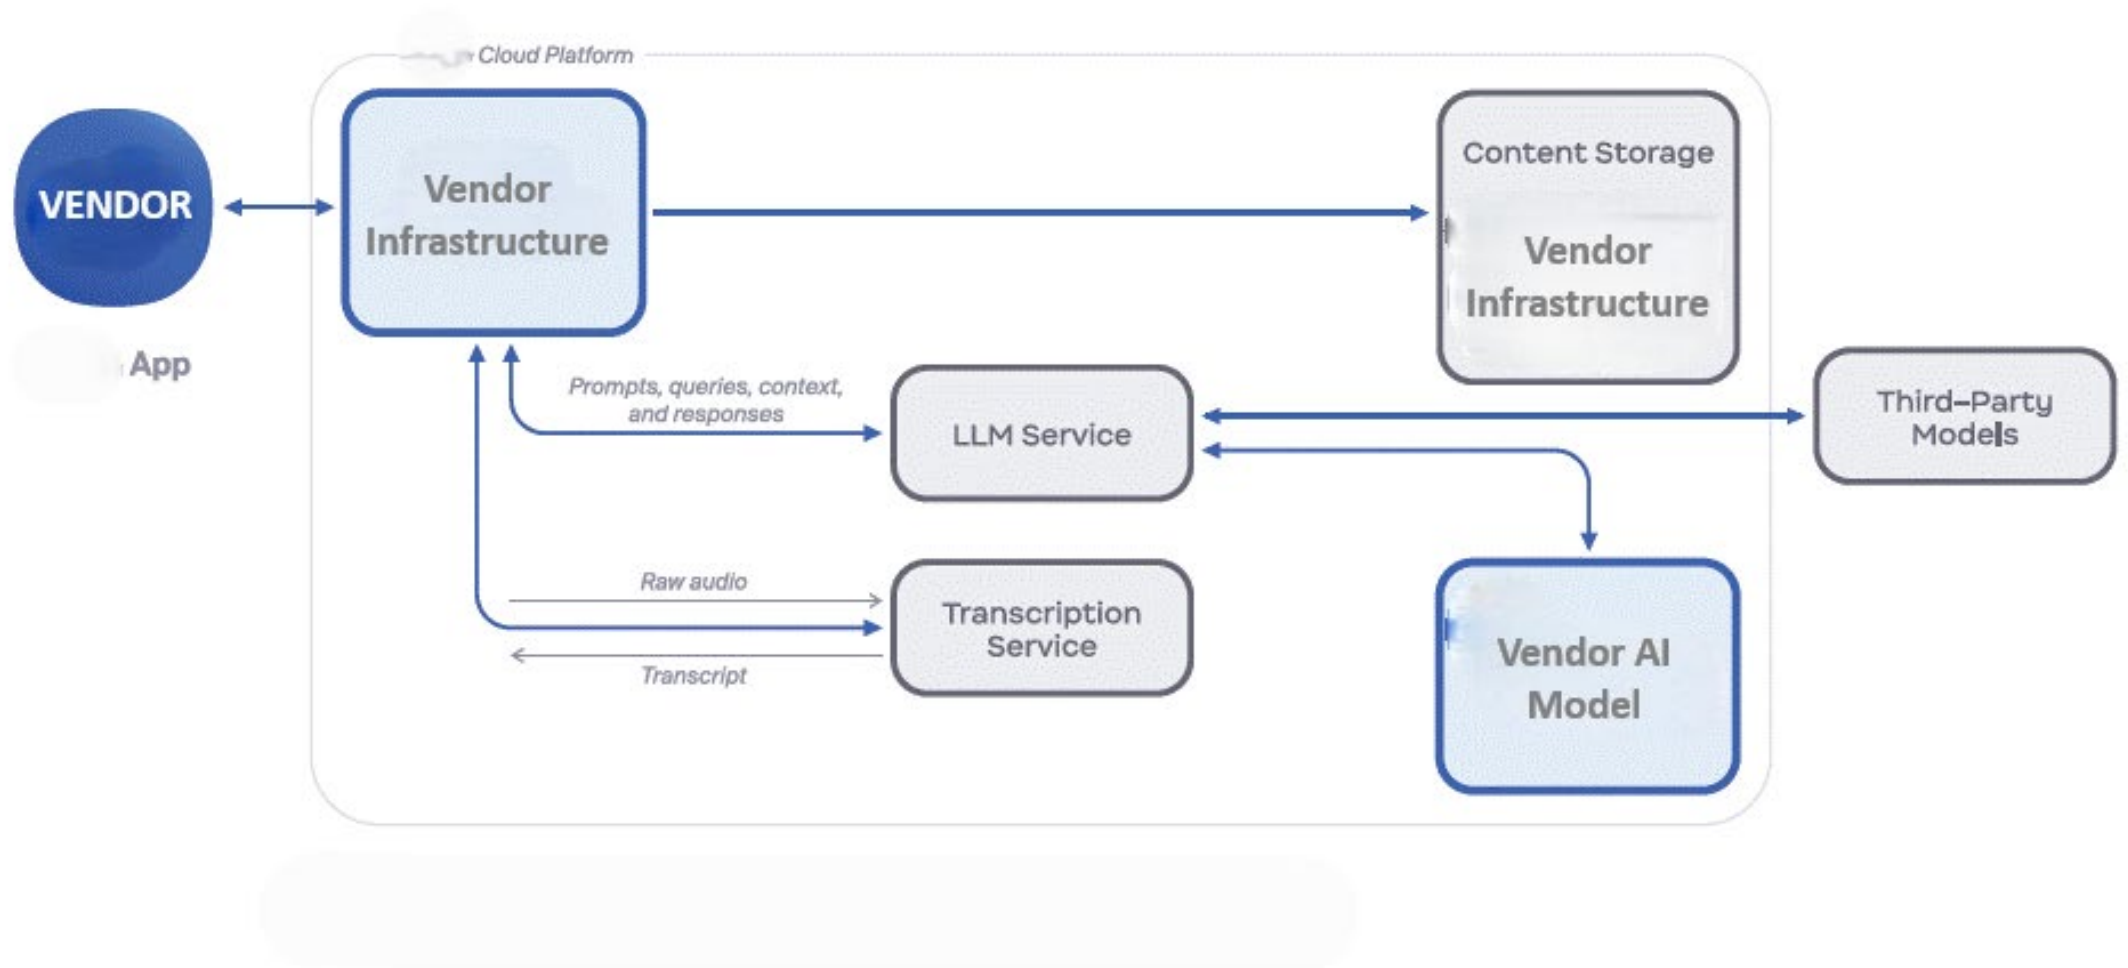 Cloud Platform
VENDOR
App
Vendor
Infrastructure
Content Storage
Vendor
Infrastructure
Prompts, queries, context,
and responses
LLM Service
Third-Party
Models
Raw audio
Transcription
Service
Transcript
Vendor AI
Model